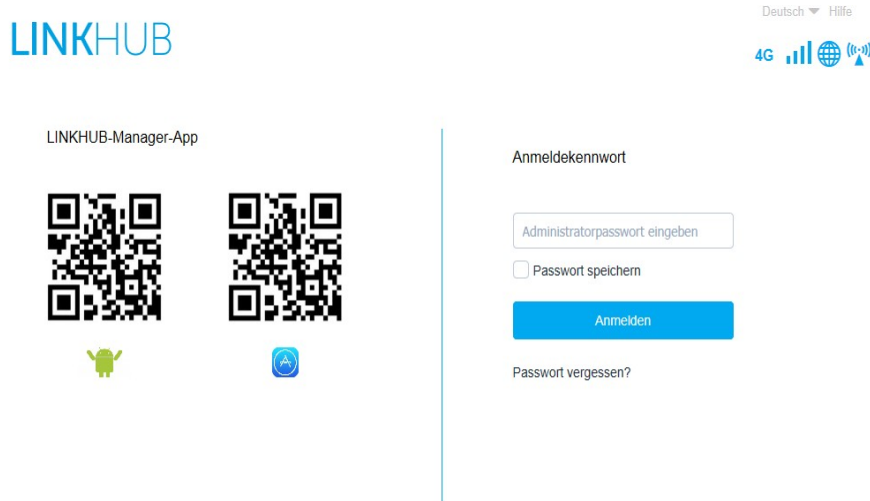 Deutsch Hilfe
LINKHUB
4G
LINKHUB-Manager-App
Anmeldekennwort
Administratorpasswort eingeben
Passwort speichern
Anmelden
Passwort vergessen?